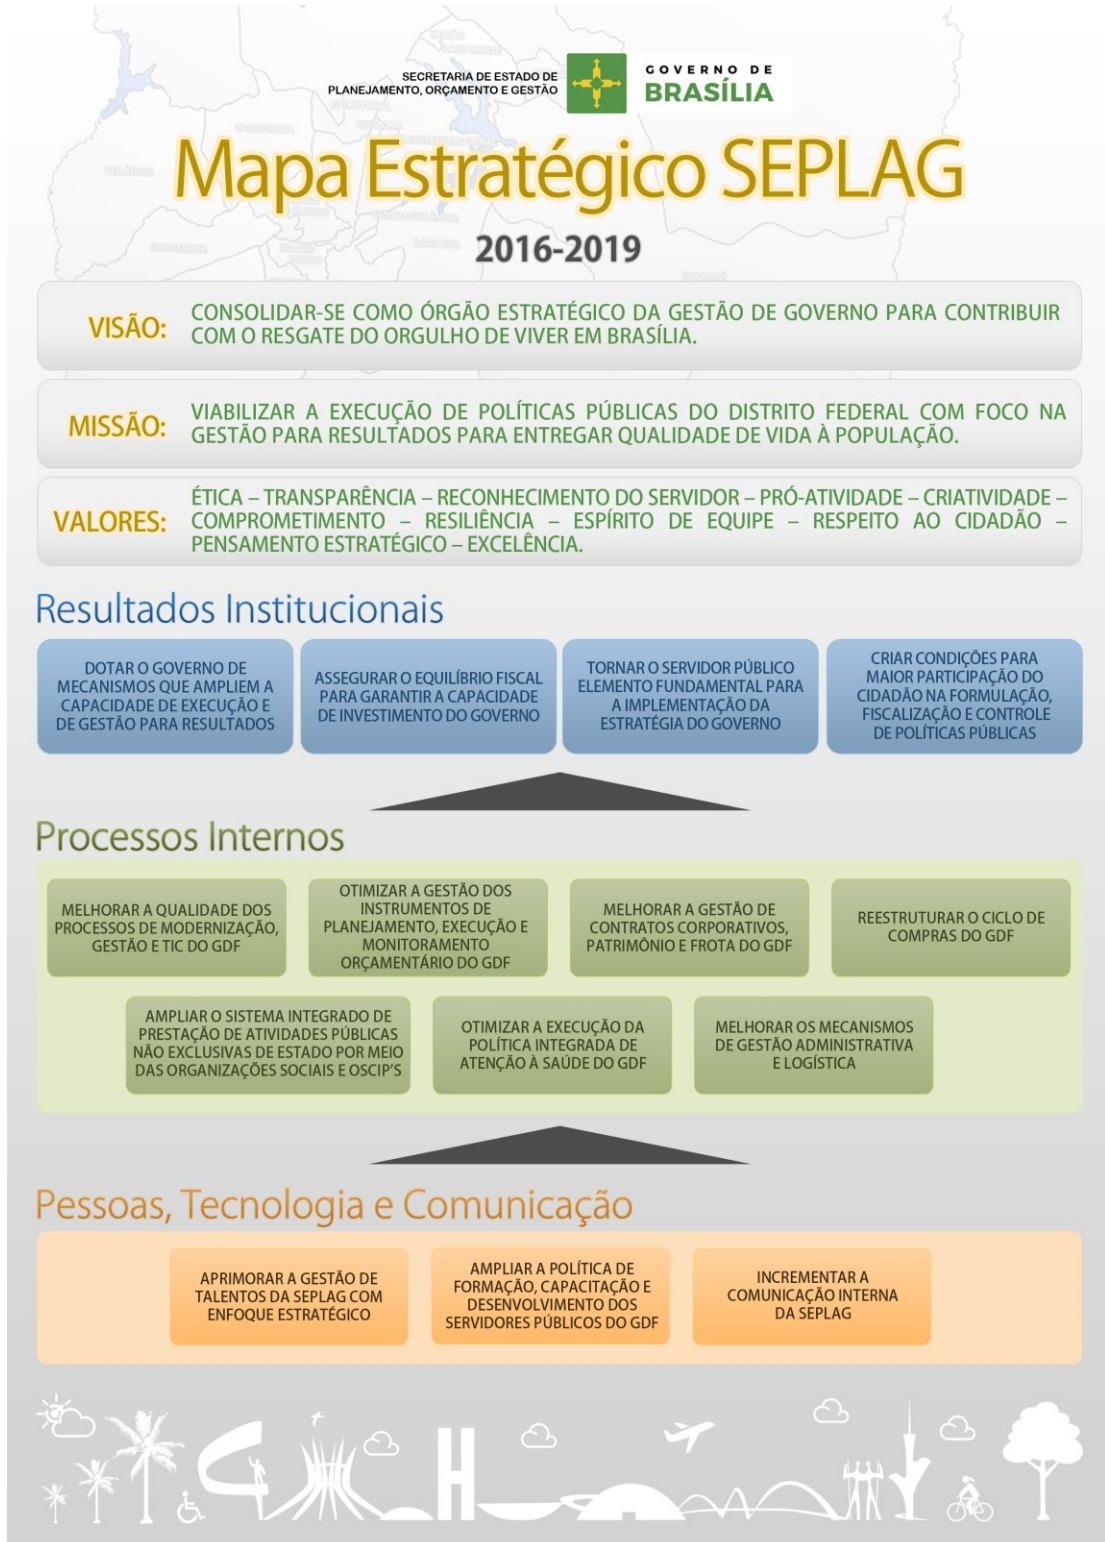 SECRETARIA DE ESTADO DE
PLANEJAMENTO, ORÇAMENTO E GESTÃO
GOVERNO DE
BRASÍLIA
Mapa Estratégico SEPLAG
2016-2019
VISÃO:
CONSOLIDAR-SE COMO ÓRGÃO ESTRATÉGICO DA GESTÃO DE GOVERNO PARA CONTRIBUIR
COM O RESGATE DO ORGULHO DE VIVER EM BRASÍLIA.
MISSÃO:
VIABILIZAR A EXECUÇÃO DE POLÍTICAS PÚBLICAS DO DISTRITO FEDERAL COM FOCO NA
GESTÃO PARA RESULTADOS PARA ENTREGAR QUALIDADE DE VIDA À POPULAÇÃO.
VALORES:
ÉTICA – TRANSPARÊNCIA – RECONHECIMENTO DO SERVIDOR – PRÓ-ATIVIDADE – CRIATIVIDADE –
COMPROMETIMENTO – RESILIÊNCIA – ESPÍRITO DE EQUIPE – RESPEITO AO CIDADÃO –
PENSAMENTO ESTRATÉGICO – EXCELÊNCIA.
Resultados Institucionais
DOTAR O GOVERNO DE
MECANISMOS QUE AMPLIEM A
CAPACIDADE DE EXECUÇÃO E
DE GESTÃO PARA RESULTADOS
ASSEGURAR O EQUILÍBRIO FISCAL
PARA GARANTIR A CAPACIDADE
DE INVESTIMENTO DO GOVERNO
TORNAR O SERVIDOR PÚBLICO
ELEMENTO FUNDAMENTAL PARA
A IMPLEMENTAÇÃO DA
ESTRATÉGIA DO GOVERNO
CRIAR CONDIÇÕES PARA
MAIOR PARTICIPAÇÃO DO
CIDADÃO NA FORMULAÇÃO,
FISCALIZAÇÃO E CONTROLE
DE POLÍTICAS PÚBLICAS
Processos Internos
MELHORAR A QUALIDADE DOS
PROCESSOS DE MODERNIZAÇÃO,
GESTÃO E TIC DO GDF
OTIMIZAR A GESTÃO DOS
INSTRUMENTOS DE
PLANEJAMENTO, EXECUÇÃO E
MONITORAMENTO
ORÇAMENTÁRIO DO GDF
MELHORAR A GESTÃO DE
CONTRATOS CORPORATIVOS,
PATRIMÔNIO E FROTA DO GDF
REESTRUTURAR O CICLO DE
COMPRAS DO GDF
AMPLIAR O SISTEMA INTEGRADO DE
PRESTAÇÃO DE ATIVIDADES PÚBLICAS
NÃO EXCLUSIVAS DE ESTADO POR MEIO
DAS ORGANIZAÇÕES SOCIAIS E OSCIP'S
OTIMIZAR A EXECUÇÃO DA
POLÍTICA INTEGRADA DE
ATENÇÃO À SAÚDE DO GDF
MELHORAR OS MECANISMOS
DE GESTÃO ADMINISTRATIVA
E LOGÍSTICA
Pessoas, Tecnologia e Comunicação
APRIMORAR A GESTÃO DE
TALENTOS DA SEPLAG COM
ENFOQUE ESTRATÉGICO
AMPLIAR A POLÍTICA DE
FORMAÇÃO, CAPACITAÇÃO E
DESENVOLVIMENTO DOS
SERVIDORES PÚBLICOS DO GDF
INCREMENTAR A
COMUNICAÇÃO INTERNA
DA SEPLAG